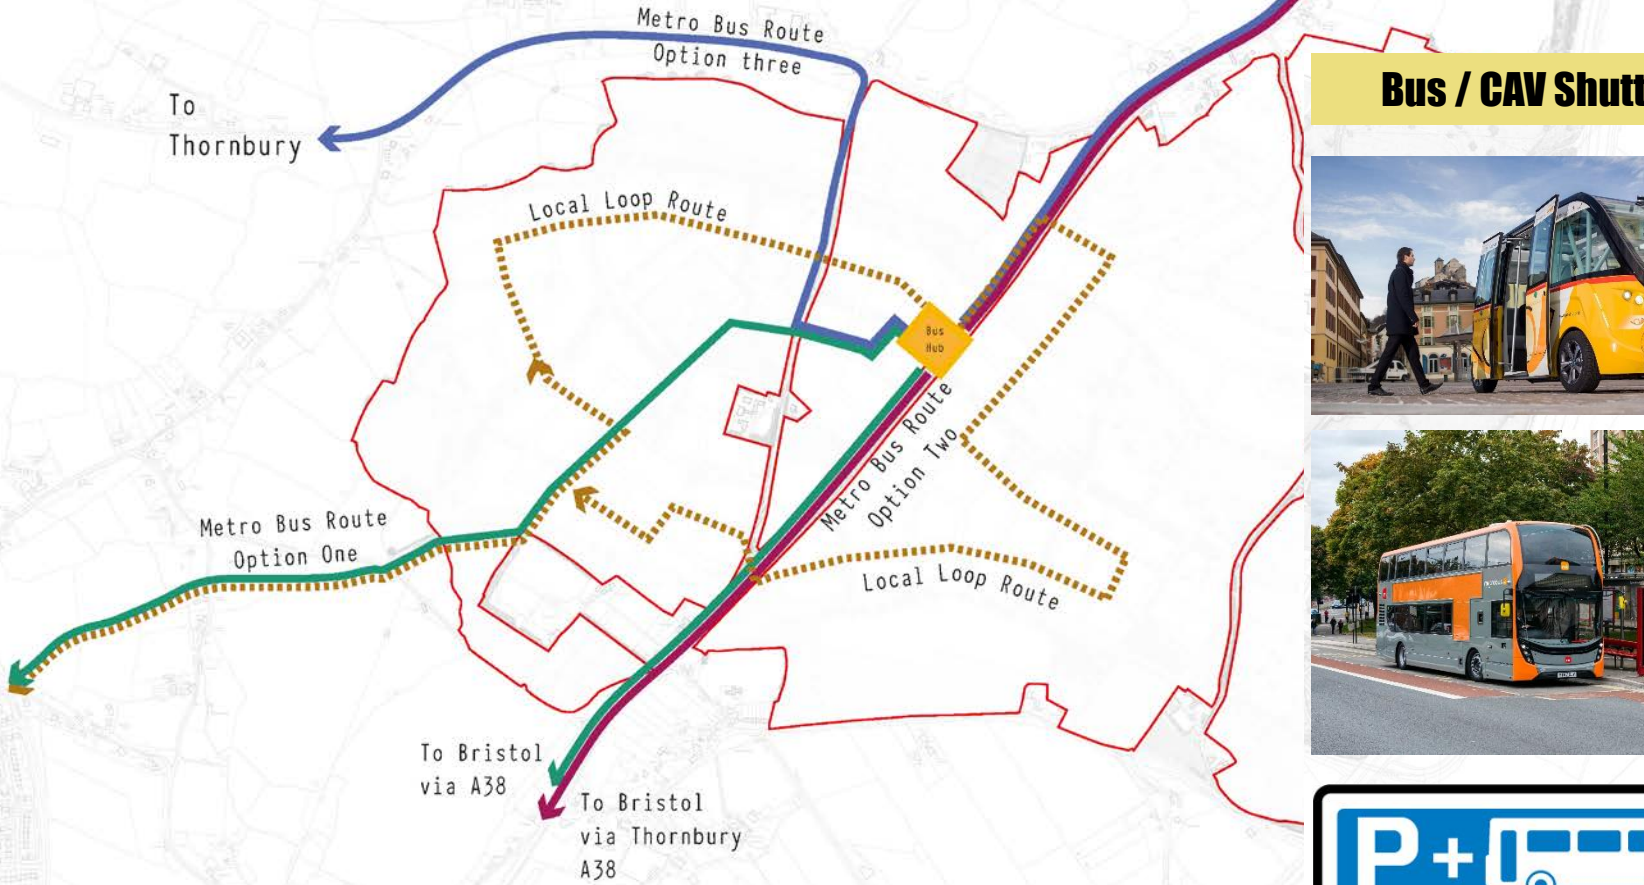 Metro Bus Route
Option three
Bus / CAV Shutt
To
Thornbury
Local Loop Route
Bus
Hub
Metro Bus Route
Option Two
Metro Bus Route
Option One
Local Loop Route
To Bristol
via A38
To Bristol
via Thornbury
A38
P+